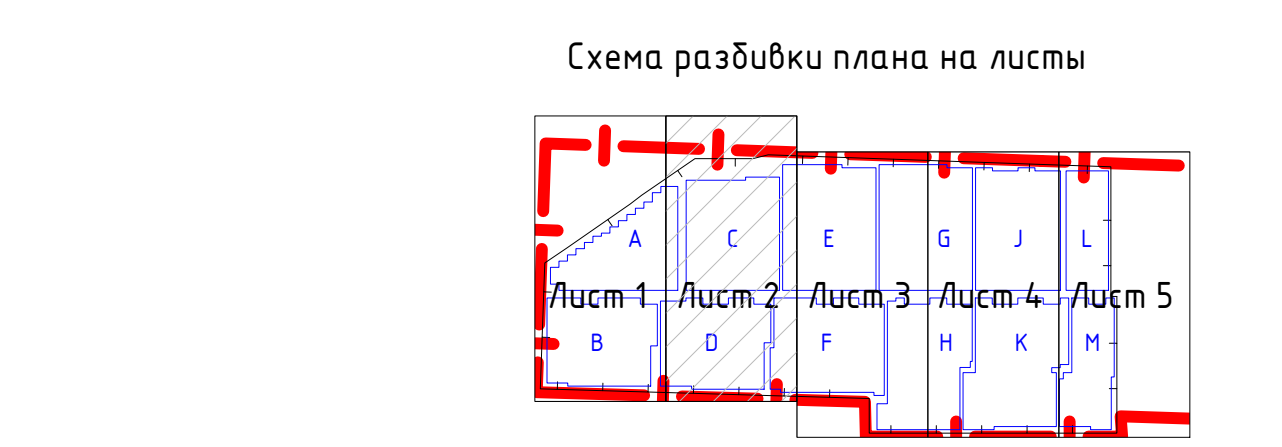 Схема разбивки плана на листы
A C E G J L
Лист 1 Лист 2 Лист 3 Лист 4 Лист 5
B D F H K M